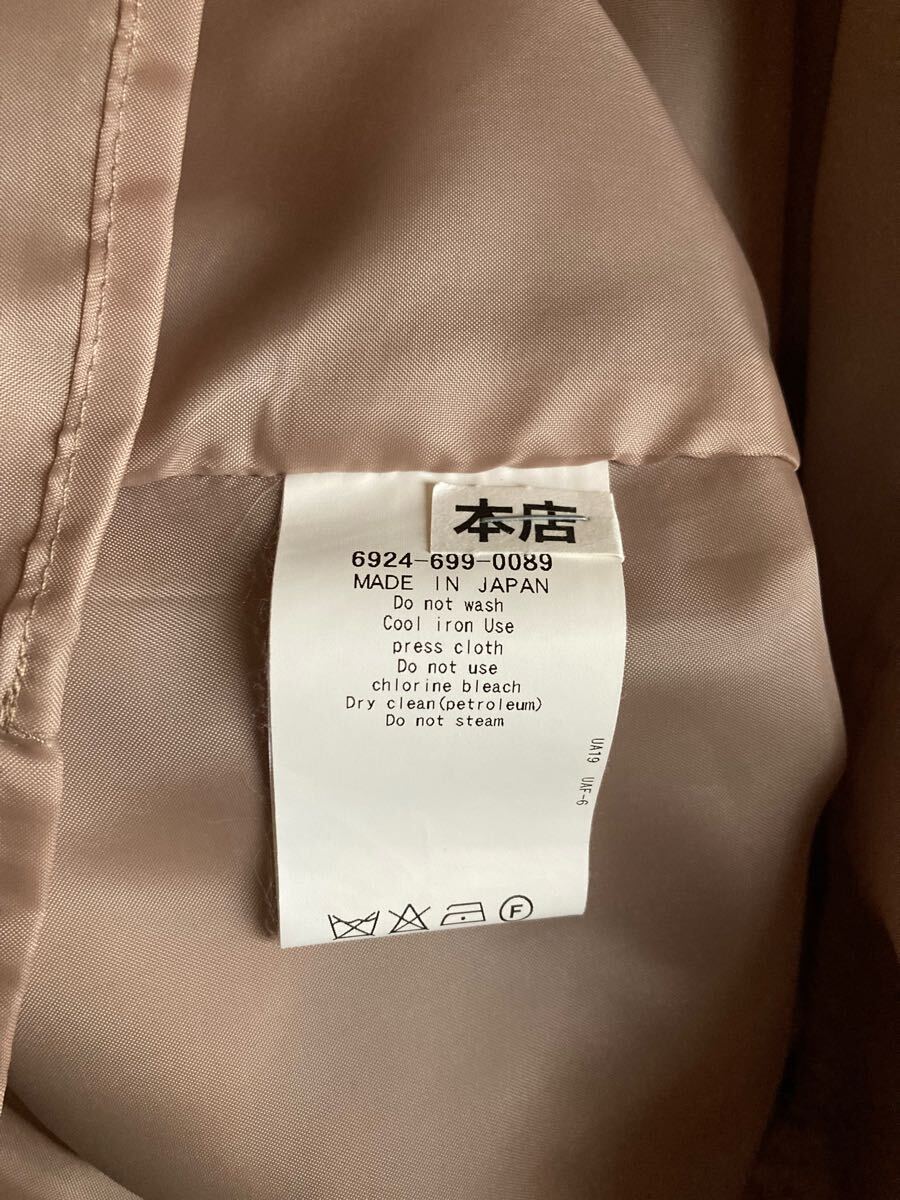 本店
6924-699-0089
MADE IN JAPAN
Do not wash
Cool iron Use
press cloth
Do not use
chlorine bleach
Dry clean(petroleum)
Do not steam
UA19 UAF-6
F